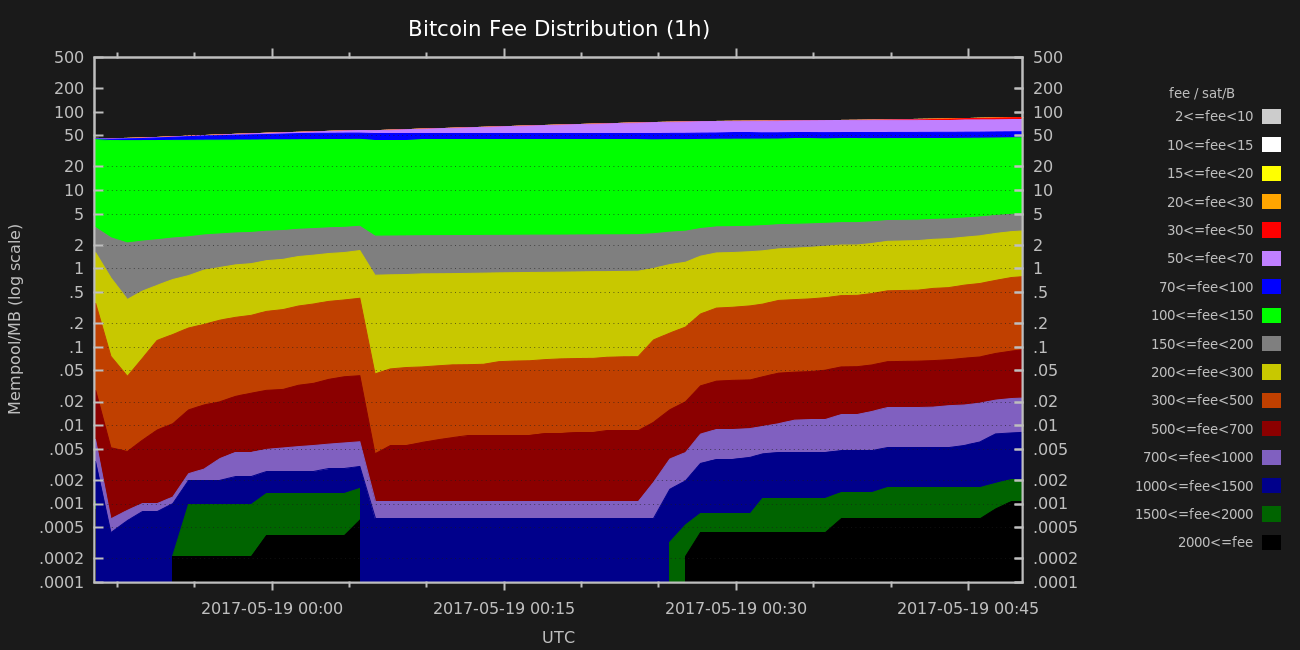 Bitcoin Fee Distribution (1h)
500
200
100
50
20
10
5
2
1
.5
.2
.1
.05
.02
.01
.005
.002
.001
.0005
.0002
.0001
Mempool/MB (log scale)
500
200
100
50
20
10
5
2
1
.5
.2
.1
.05
.02
.01
.005
.002
.001
.0005
.0002
.0001
2017-05-19 00:00
2017-05-19 00:15
2017-05-19 00:30
2017-05-19 00:45
UTC
fee / sat/B
2<=fee<10
10<=fee<15
15<=fee<20
20<=fee<30
30<=fee<50
50<=fee<70
70<=fee<100
100<=fee<150
150<=fee<200
200<=fee<300
300<=fee<500
500<=fee<700
700<=fee<1000
1000<=fee<1500
1500<=fee<2000
2000<=fee